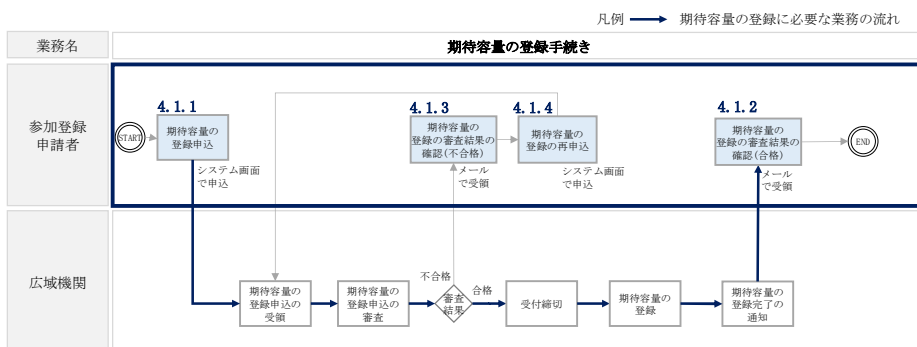 凡例 期待容量の登録に必要な業務の流れ
業務名
期待容量の登録手続き
参加登録
申請者
START
4.1.1
期待容量の
登録申込
システム画面
で申込
4.1.3
期待容量の
登録の審査結果の
確認(不合格)
メール
で受領
4.1.4
期待容量の
登録の再申込
システム画面
で申込
4.1.2
期待容量の
登録の審査結果の
確認(合格)
メール
で受領
END
広域機関
期待容量の
登録申込の
受領
期待容量の
登録申込の
審査
不合格
審査
結果
合格
受付締切
期待容量の
登録
期待容量の
登録完了の
通知